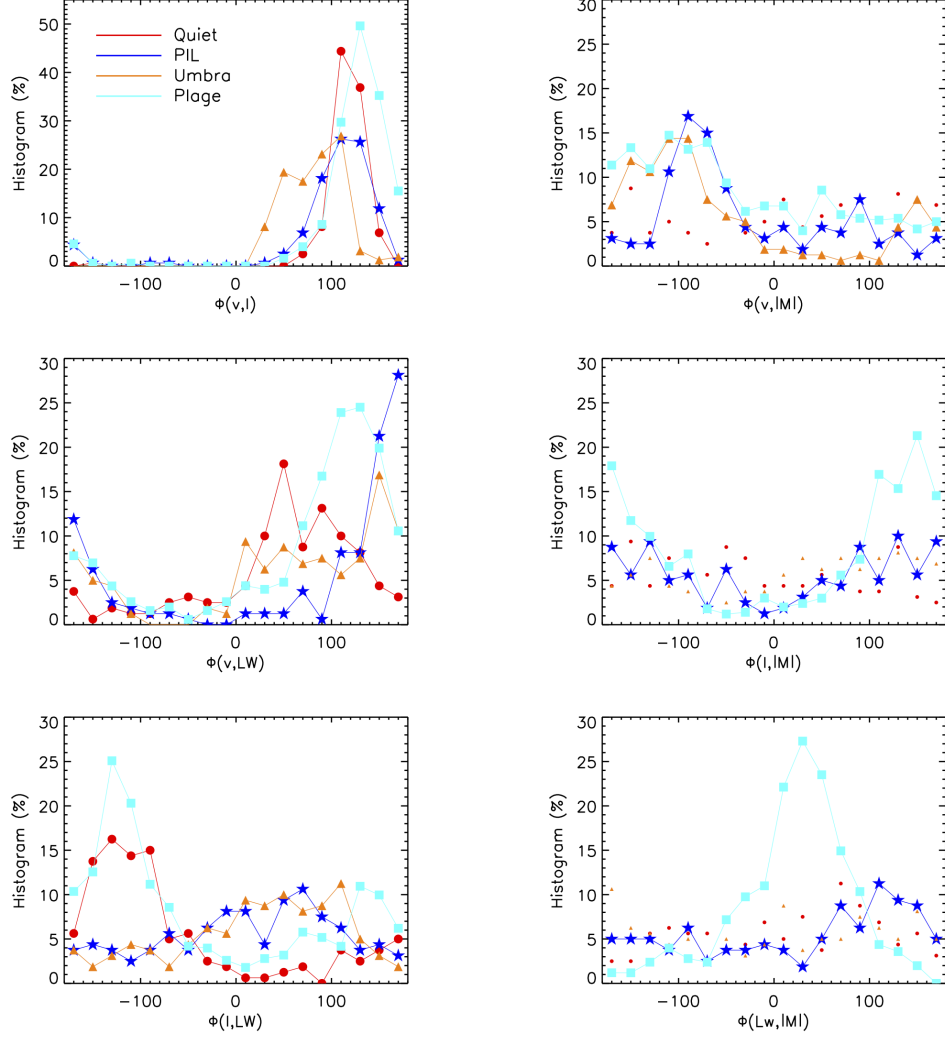 50
40
30
20
10
0
Histogram (%)
Quiet
PIL
Umbra
Plage
-100 0 100
Φ(v,I)
30
25
20
15
10
5
0
Histogram (%)
-100 0 100
Φ(v,|M|)
30
25
20
15
10
5
0
Histogram (%)
-100 0 100
Φ(v,LW)
30
25
20
15
10
5
0
Histogram (%)
-100 0 100
Φ(I,|M|)
30
25
20
15
10
5
0
Histogram (%)
-100 0 100
Φ(I,LW)
30
25
20
15
10
5
0
Histogram (%)
-100 0 100
Φ(Lw,|M|)